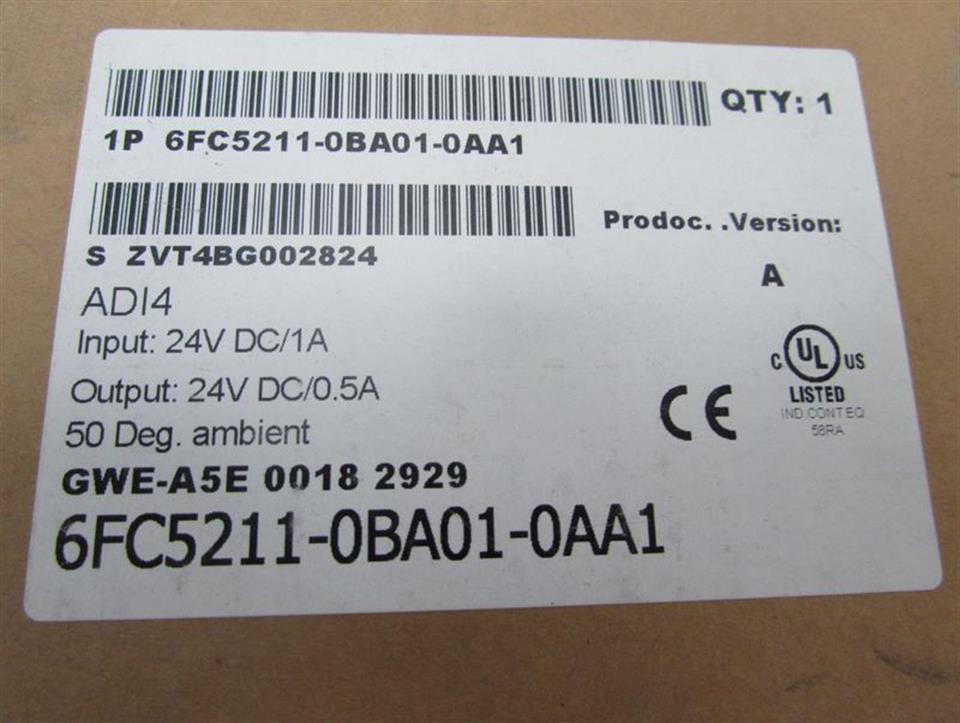 QTY: 1
1P 6FC5211-0BA01-0AA1
Prodoc. .Version:
S ZVT4BG002824
A
ADI4
Input: 24V DC/1A
Output: 24V DC/0.5A
50 Deg. ambient
C UL US
LISTED
IND.CONT.EQ
58RA
CE
GWE-A5E 0018 2929
6FC5211-0BA01-0AA1